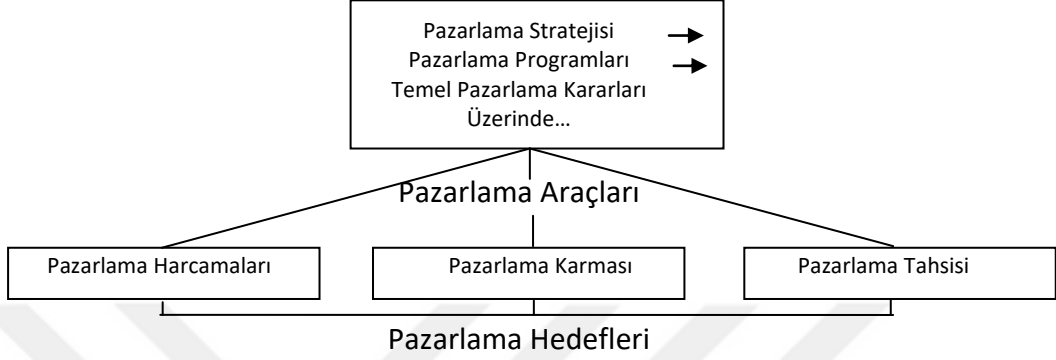 Pazarlama Stratejisi
Pazarlama Programları
Temel Pazarlama Kararları
Üzerinde...
Pazarlama Araçları
Pazarlama Harcamaları
Pazarlama Karması
Pazarlama Tahsisi
Pazarlama Hedefleri